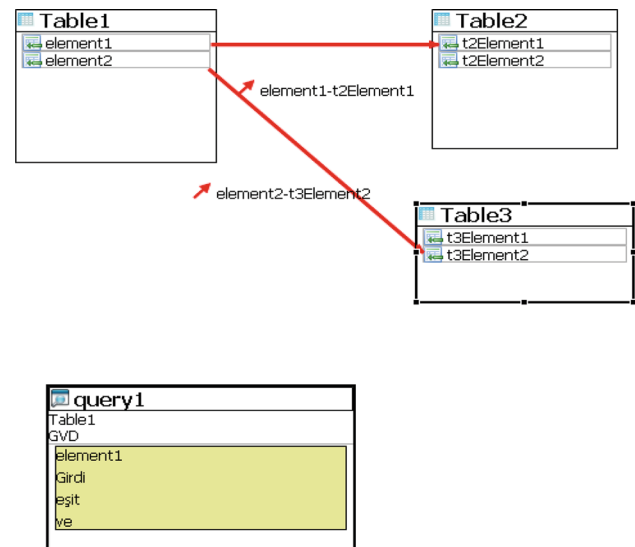 Table1
element1
element2
Table2
t2Element1
t2Element2
element1-t2Element1
element2-t3Element2
Table3
t3Element1
t3Element2
query1
Table1
GVD
element1
Girdi
eşit
ve